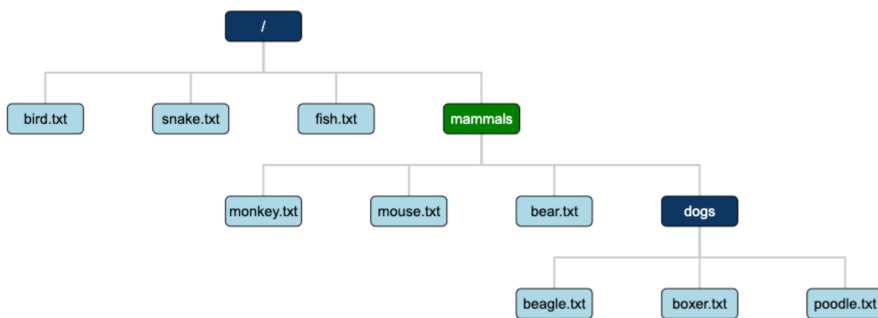 /
bird.txt
snake.txt
fish.txt
mammals
monkey.txt
mouse.txt
bear.txt
dogs
beagle.txt
boxer.txt
poodle.txt